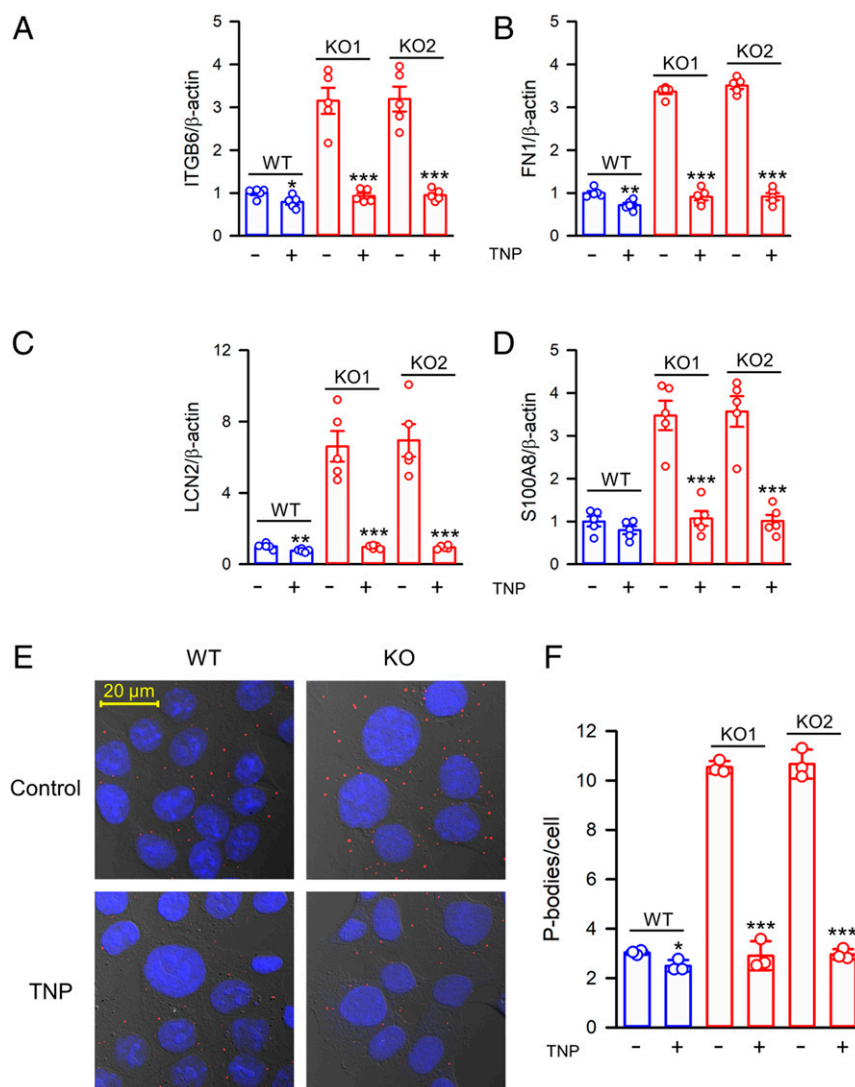 A
ITGB6/β-actin
5
4
3
2
1
0
WT
KO1
KO2
*
***
***
- + - + - +
B
FN1/β-actin
5
4
3
2
1
0
WT
KO1
KO2
**
***
***
TNP - + - + - +
C
LCN2/β-actin
12
9
6
3
0
WT
KO1
KO2
**
***
***
- + - + - +
D
S100A8/β-actin
5
4
3
2
1
0
WT
KO1
KO2
***
***
TNP - + - + - +
E
WT KO
20 µm
Control
TNP
F
P-bodies/cell
12
10
8
6
4
2
0
WT
KO1
KO2
*
***
***
TNP - + - + - +